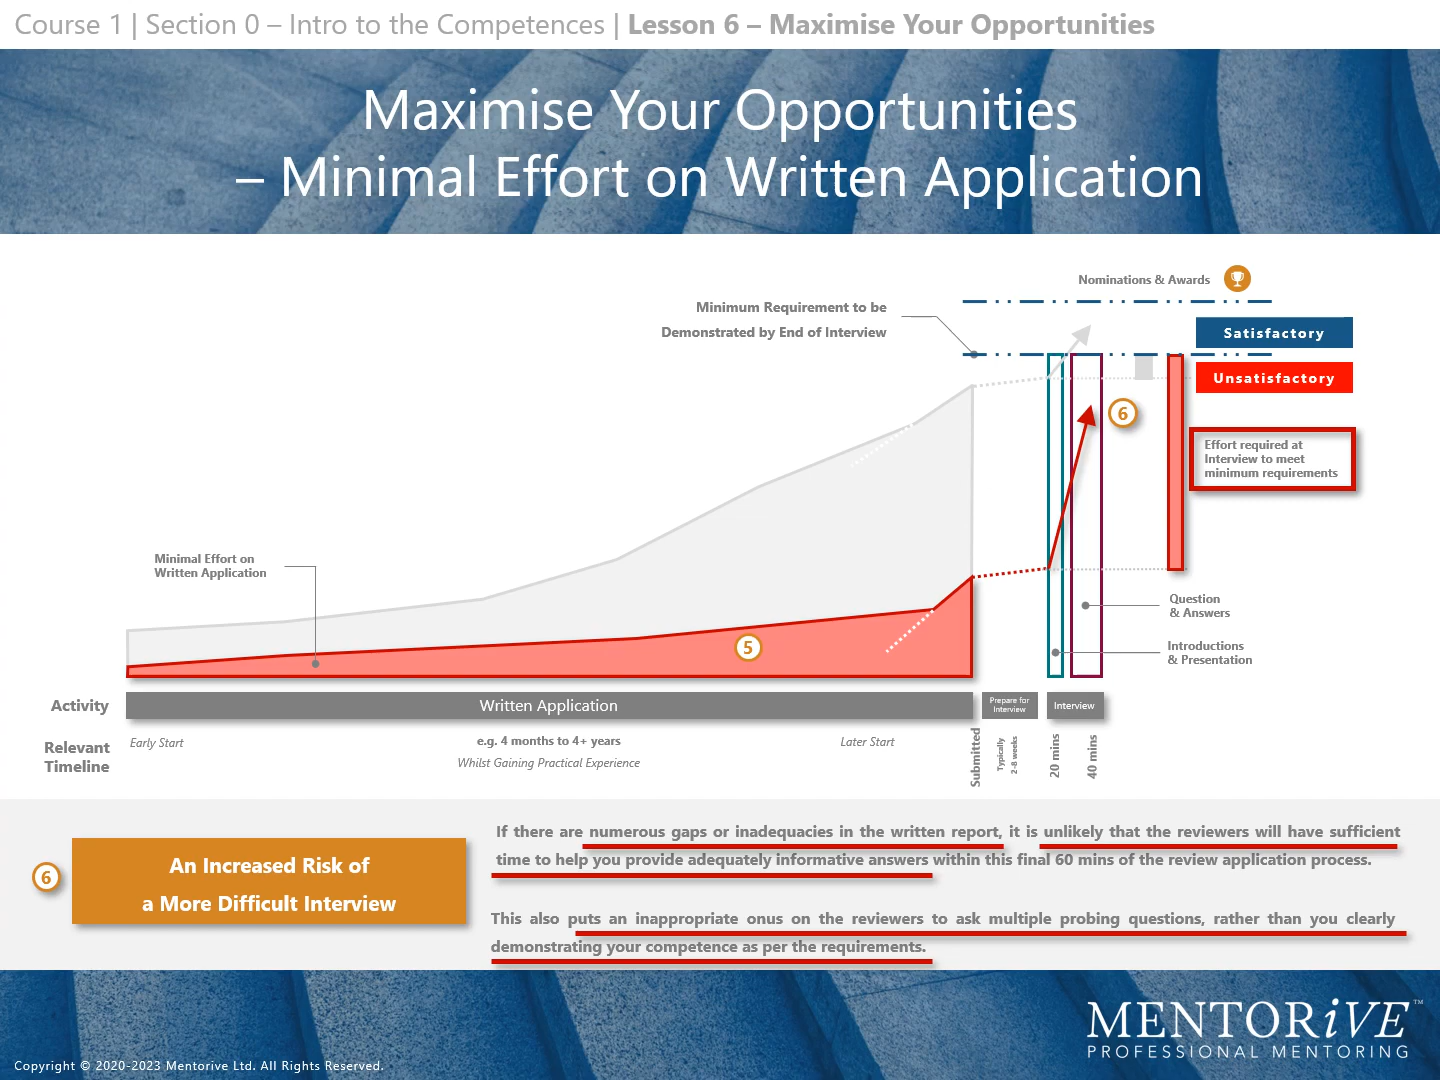 Course 1 | Section 0 – Intro to the Competences | Lesson 6 – Maximise Your Opportunities
Maximise Your Opportunities
– Minimal Effort on Written Application
Nominations & Awards
Minimum Requirement to be
Demonstrated by End of Interview
Satisfactory
Unsatisfactory
6
Effort required at
Interview to meet
minimum requirements
Minimal Effort on
Written Application
5
Question
& Answers
Introductions
& Presentation
Activity
Written Application
Prepare for
Interview
Interview
Relevant
Timeline
Early Start
e.g. 4 months to 4+ years
Whilst Gaining Practical Experience
Later Start
Submitted
Typically
2-8 weeks
20 mins
40 mins
6
An Increased Risk of
a More Difficult Interview
If there are numerous gaps or inadequacies in the written report, it is unlikely that the reviewers will have sufficient
time to help you provide adequately informative answers within this final 60 mins of the review application process.
This also puts an inappropriate onus on the reviewers to ask multiple probing questions, rather than you clearly
demonstrating your competence as per the requirements.
MENTORiVE™
PROFESSIONAL MENTORING
Copyright © 2020-2023 Mentorive Ltd. All Rights Reserved.